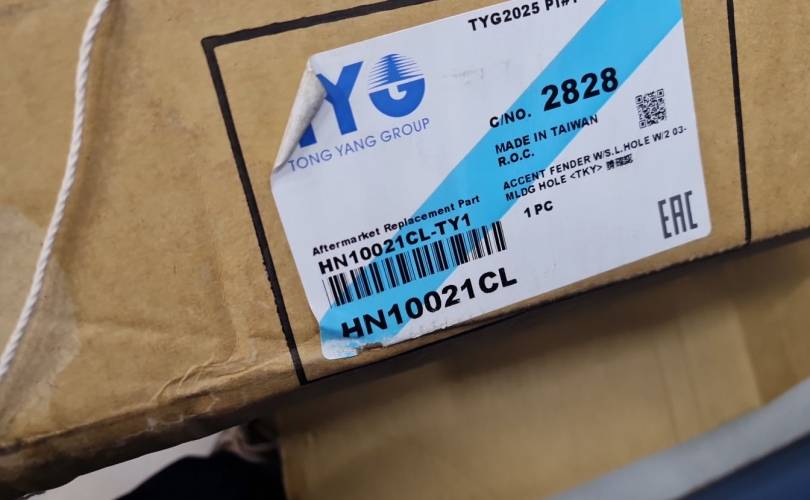 TYG2025 PI#1
TYG
TONG YANG GROUP
C/NO. 2828
MADE IN TAIWAN
R.O.C.
ACCENT FENDER W/S.L.HOLE W/2 03-
MLDG HOLE <TKY>
1 PC
Aftermarket Replacement Part
HN10021CL-TY1
HN10021CL
EAC